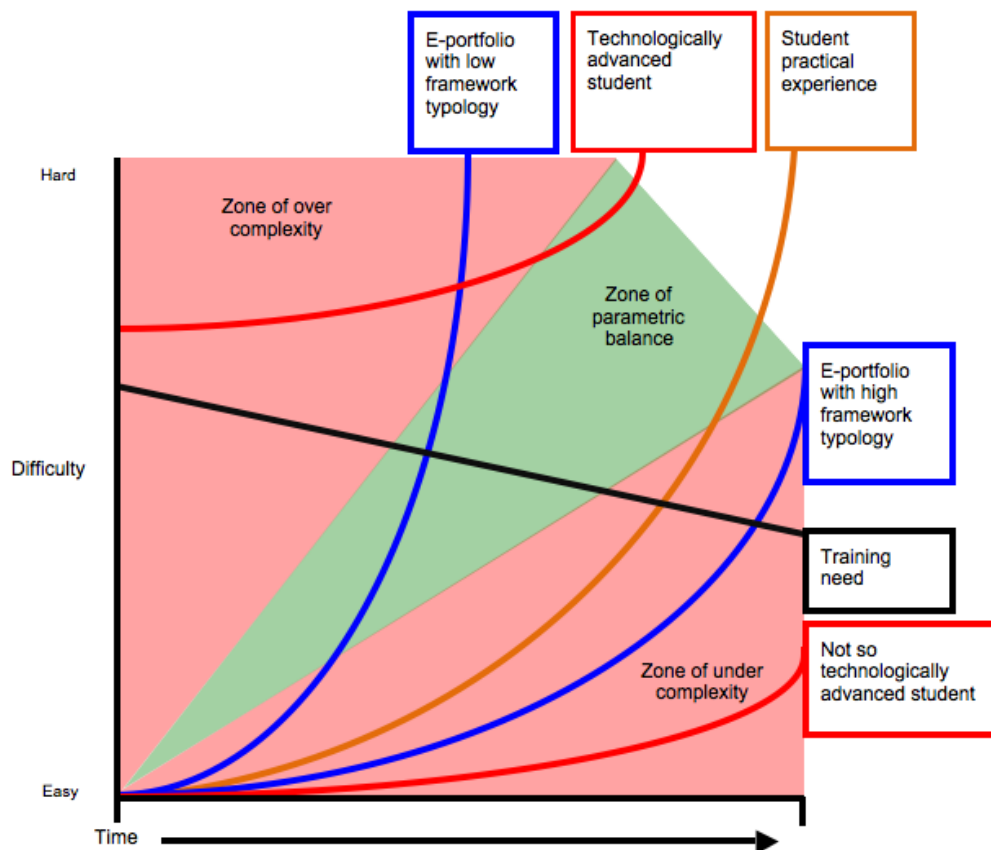 E-portfolio
with low
framework
typology
Technologically
advanced
student
Student
practical
experience
Hard
Zone of over
complexity
Zone of
parametric
balance
E-portfolio
with high
framework
typology
Difficulty
Training
need
Not so
technologically
advanced student
Zone of under
complexity
Easy
Time